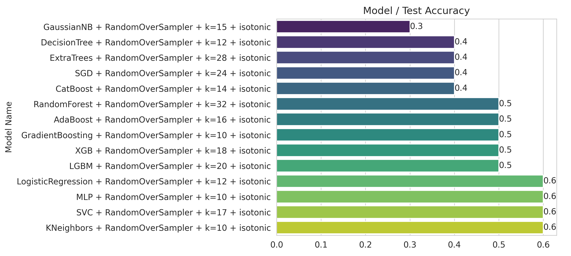 Model / Test Accuracy
Model Name
GaussianNB + RandomOverSampler + k=15 + isotonic 0.3
DecisionTree + RandomOverSampler + k=12 + isotonic 0.4
ExtraTrees + RandomOverSampler + k=28 + isotonic 0.4
SGD + RandomOverSampler + k=24 + isotonic 0.4
CatBoost + RandomOverSampler + k=14 + isotonic 0.4
RandomForest + RandomOverSampler + k=32 + isotonic 0.5
AdaBoost + RandomOverSampler + k=16 + isotonic 0.5
GradientBoosting + RandomOverSampler + k=10 + isotonic 0.5
XGB + RandomOverSampler + k=18 + isotonic 0.5
LGBM + RandomOverSampler + k=20 + isotonic 0.5
LogisticRegression + RandomOverSampler + k=12 + isotonic 0.6
MLP + RandomOverSampler + k=10 + isotonic 0.6
SVC + RandomOverSampler + k=17 + isotonic 0.6
KNeighbors + RandomOverSampler + k=10 + isotonic 0.6
0.0 0.1 0.2 0.3 0.4 0.5 0.6